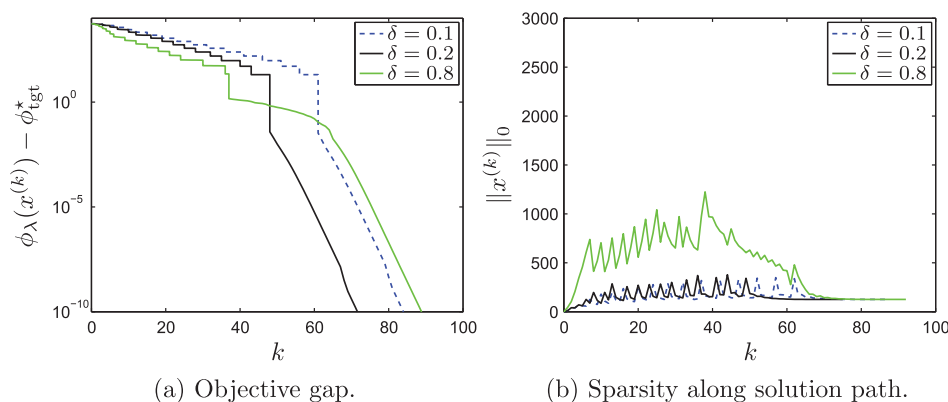 10^0
10^{-5}
10^{-10}
0 20 40 60 80 100
k
ϕ_λ(x^{(k)}) − ϕ^⋆_{tgt}
δ = 0.1
δ = 0.2
δ = 0.8
(a) Objective gap.
3000
2500
2000
1500
1000
500
0
0 20 40 60 80 100
k
‖x^{(k)}‖_0
δ = 0.1
δ = 0.2
δ = 0.8
(b) Sparsity along solution path.